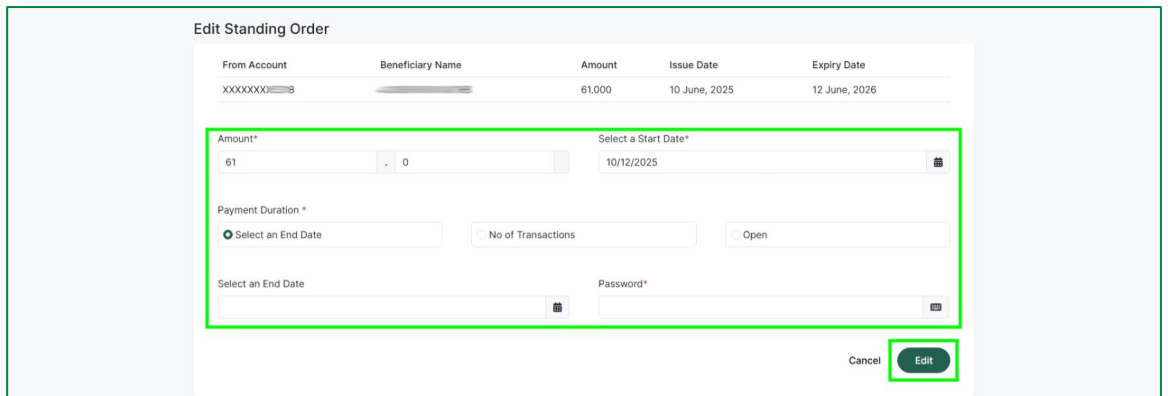 Edit Standing Order
From Account Beneficiary Name Amount Issue Date Expiry Date
61.000 10 June, 2025 12 June, 2026
Amount* Select a Start Date*
61 . 0 10/12/2025
Payment Duration *
Select an End Date No of Transactions Open
Select an End Date Password*
Cancel Edit